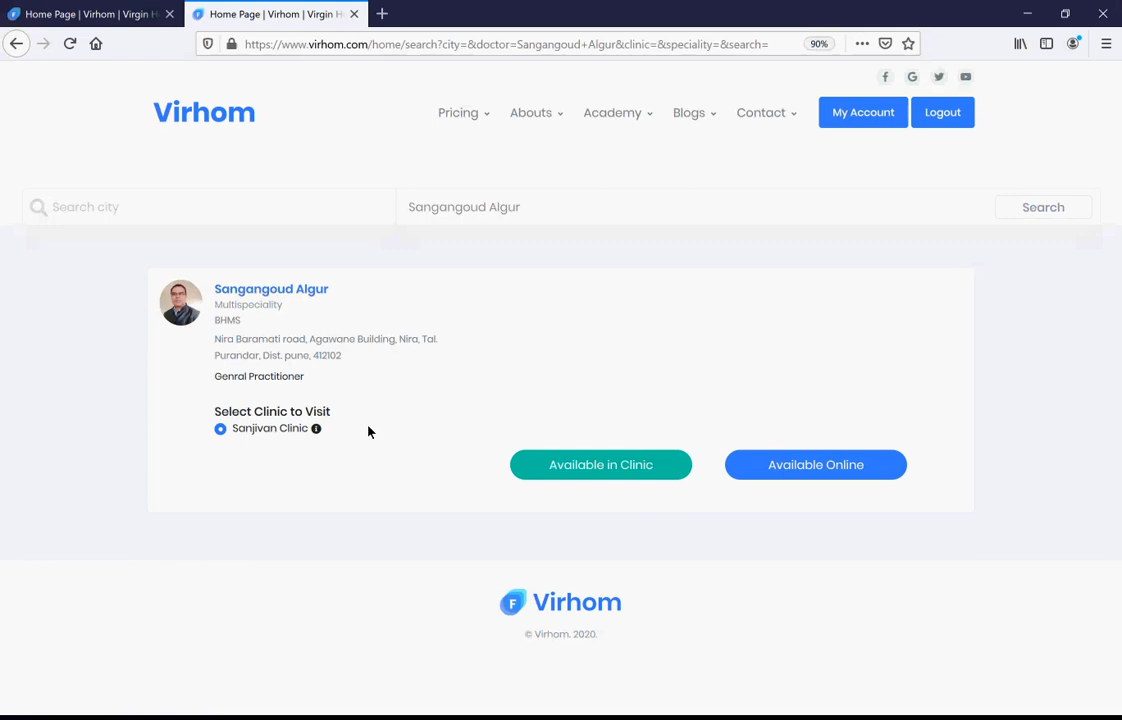 Home Page | Virhom | Virgin H
Home Page | Virhom | Virgin H
https://www.virhom.com/home/search?city=&doctor=Sangangoud+Algur&clinic=&speciality=&search=
90%
Virhom
Pricing
Abouts
Academy
Blogs
Contact
My Account
Logout
Search city
Sangangoud Algur
Search
Sangangoud Algur
Multispeciality
BHMS
Nira Baramati road, Agawane Building, Nira, Tal.
Purandar, Dist. pune, 412102
Genral Practitioner
Select Clinic to Visit
Sanjivan Clinic
Available in Clinic
Available Online
F Virhom
© Virhom. 2020.